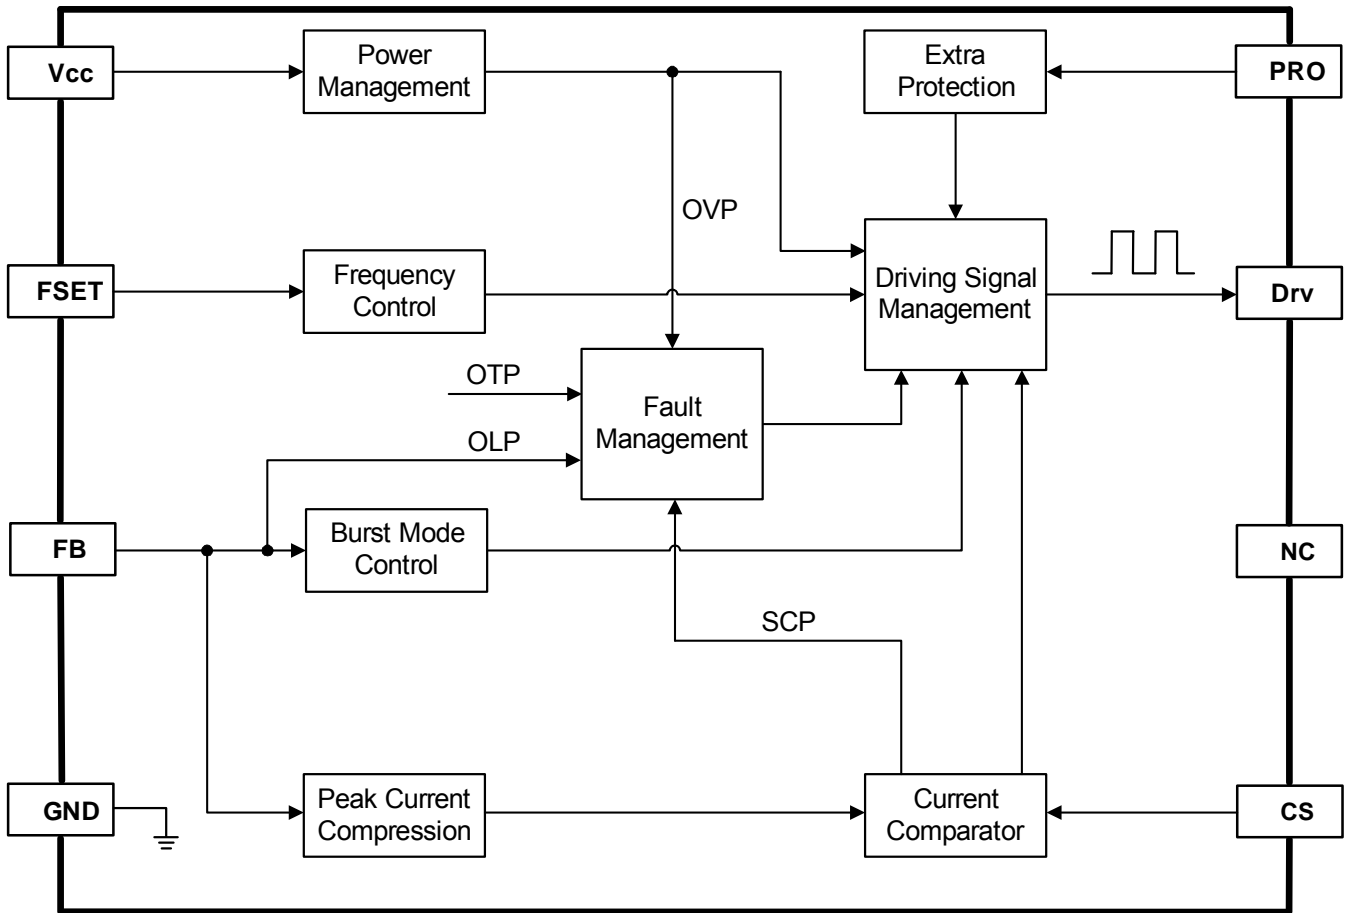 Vcc
Power
Management
Extra
Protection
PRO
OVP
FSET
Frequency
Control
Driving Signal
Management
Drv
OTP
Fault
Management
OLP
FB
Burst Mode
Control
NC
SCP
GND
Peak Current
Compression
Current
Comparator
CS